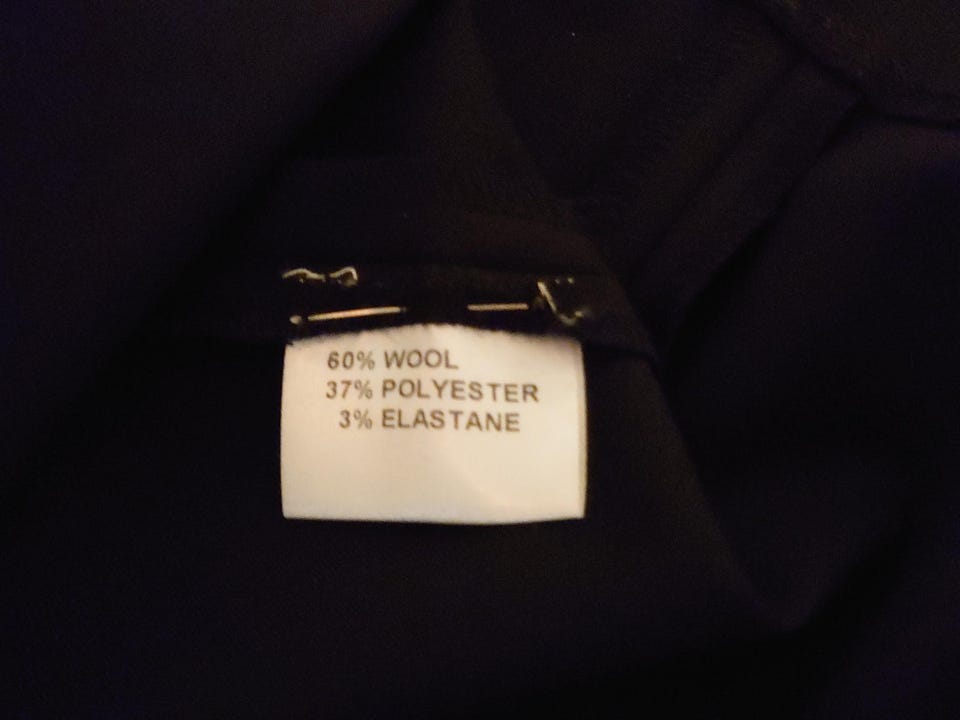 60% WOOL
37% POLYESTER
3% ELASTANE